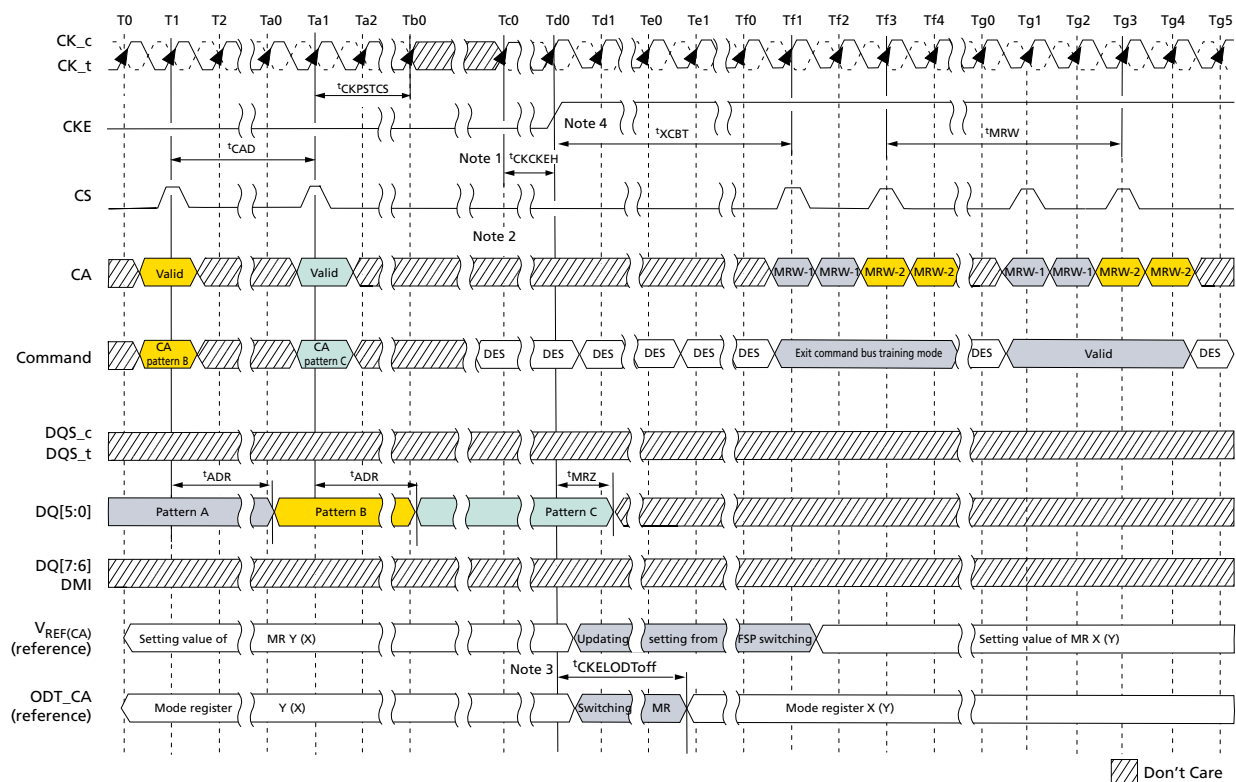 T0 T1 T2 Ta0 Ta1 Ta2 Tb0 Tc0 Td0 Td1 Te0 Te1 Tf0 Tf1 Tf2 Tf3 Tf4 Tg0 Tg1 Tg2 Tg3 Tg4 Tg5
CK_c
CK_t
tCKPSTCS
CKE
Note 4
tXCBT
tMRW
tCAD
Note 1
tCKCKEH
CS
Note 2
CA
Valid
Valid
MRW-1 MRW-1 MRW-2 MRW-2
MRW-1 MRW-1 MRW-2 MRW-2
Command
CA
pattern B
CA
pattern C
DES DES DES DES DES DES
Exit command bus training mode
DES
Valid
DES
DQS_c
DQS_t
tADR
tADR
tMRZ
DQ[5:0]
Pattern A
Pattern B
Pattern C
DQ[7:6]
DMI
VREF(CA)
(reference)
Setting value of MR Y (X)
Updating setting from FSP switching
Setting value of MR X (Y)
Note 3
tCKELODToff
ODT_CA
(reference)
Mode register Y (X)
Switching MR
Mode register X (Y)
Don't Care